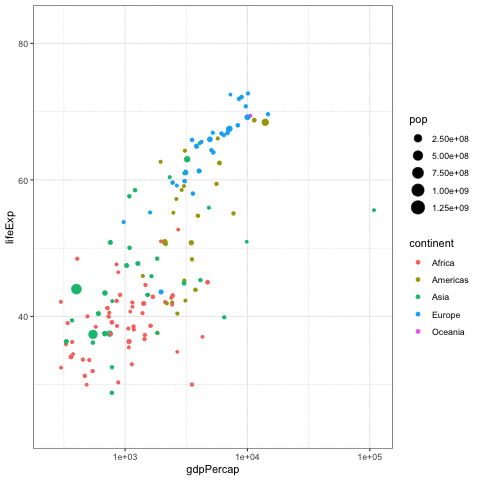 80
60
40
lifeExp
1e+03
1e+04
1e+05
gdpPercap
pop
2.50e+08
5.00e+08
7.50e+08
1.00e+09
1.25e+09
continent
Africa
Americas
Asia
Europe
Oceania